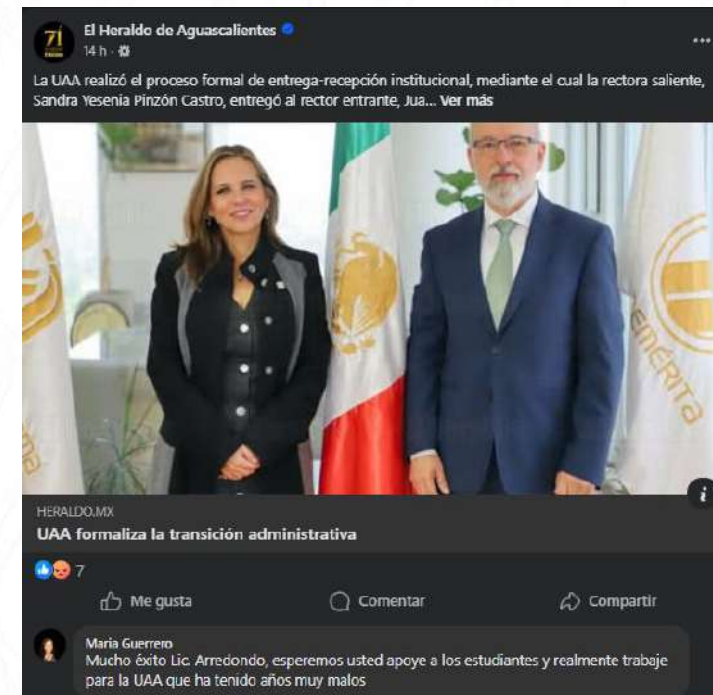 71
El Heraldo de Aguascalientes
14 h
La UAA realizó el proceso formal de entrega-recepción institucional, mediante el cual la rectora saliente,
Sandra Yesenia Pinzón Castro, entregó al rector entrante, Jua... Ver más
EMÉRITA
HERALDO.MX
UAA formaliza la transición administrativa
7
Me gusta
Comentar
Compartir
Maria Guerrero
Mucho éxito Lic. Arredondo, esperemos usted apoye a los estudiantes y realmente trabaje
para la UAA que ha tenido años muy malos